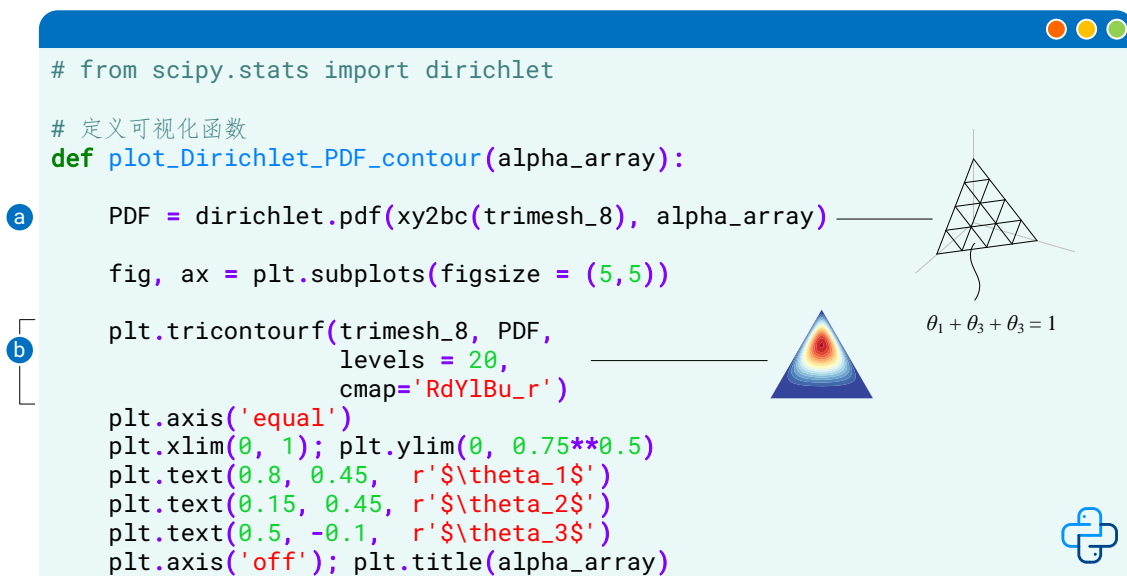 # from scipy.stats import dirichlet
# 定义可视化函数
def plot_Dirichlet_PDF_contour(alpha_array):
a
PDF = dirichlet.pdf(xy2bc(trimesh_8), alpha_array)
fig, ax = plt.subplots(figsize = (5,5))
θ1 + θ3 + θ3 = 1
b
plt.tricontourf(trimesh_8, PDF,
levels = 20,
cmap='RdYlBu_r')
plt.axis('equal')
plt.xlim(0, 1); plt.ylim(0, 0.75**0.5)
plt.text(0.8, 0.45,  r'$\theta_1$')
plt.text(0.15, 0.45, r'$\theta_2$')
plt.text(0.5, -0.1,  r'$\theta_3$')
plt.axis('off'); plt.title(alpha_array)